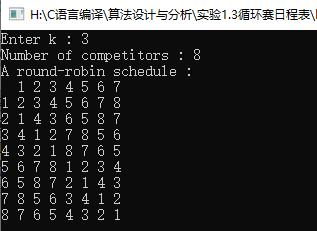 H:\C语言编译\算法设计与分析\实验1.3循环赛日程表\
Enter k : 3
Number of competitors : 8
A round-robin schedule :
  1 2 3 4 5 6 7
1 2 3 4 5 6 7 8
2 1 4 3 6 5 8 7
3 4 1 2 7 8 5 6
4 3 2 1 8 7 6 5
5 6 7 8 1 2 3 4
6 5 8 7 2 1 4 3
7 8 5 6 3 4 1 2
8 7 6 5 4 3 2 1